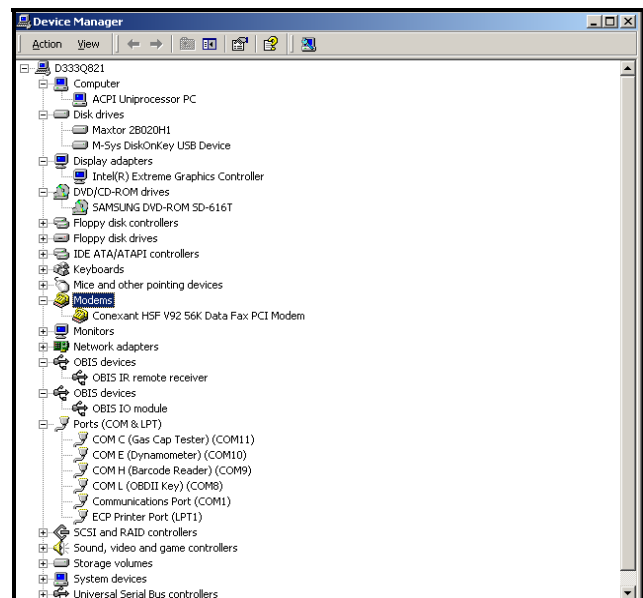 Device Manager
Action View
D333Q821
Computer
ACPI Uniprocessor PC
Disk drives
Maxtor 2B020H1
M-Sys DiskOnKey USB Device
Display adapters
Intel(R) Extreme Graphics Controller
DVD/CD-ROM drives
SAMSUNG DVD-ROM SD-616T
Floppy disk controllers
Floppy disk drives
IDE ATA/ATAPI controllers
Keyboards
Mice and other pointing devices
Modems
Conexant HSF V92 56K Data Fax PCI Modem
Monitors
Network adapters
OBIS devices
OBIS IR remote receiver
OBIS devices
OBIS IO module
Ports (COM & LPT)
COM C (Gas Cap Tester) (COM11)
COM E (Dynamometer) (COM10)
COM H (Barcode Reader) (COM9)
COM L (OBDII Key) (COM8)
Communications Port (COM1)
ECP Printer Port (LPT1)
SCSI and RAID controllers
Sound, video and game controllers
Storage volumes
System devices
Universal Serial Bus controllers